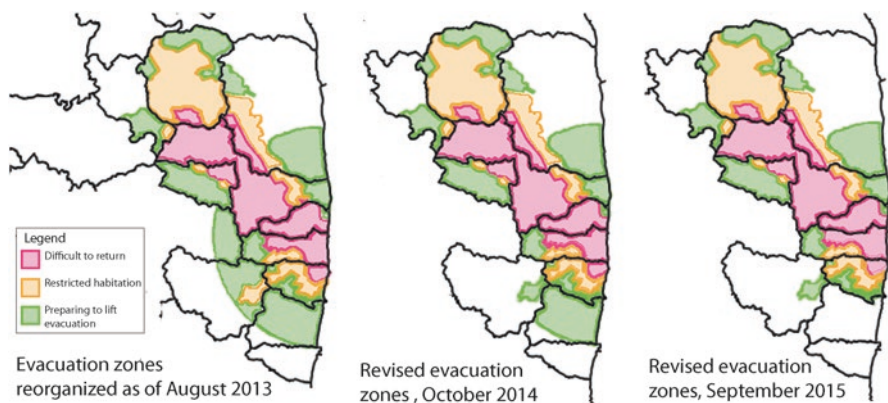 Legend
Difficult to return
Restricted habitation
Preparing to lift
evacuation
Evacuation zones
reorganized as of August 2013
Revised evacuation
zones , October 2014
Revised evacuation
zones, September 2015